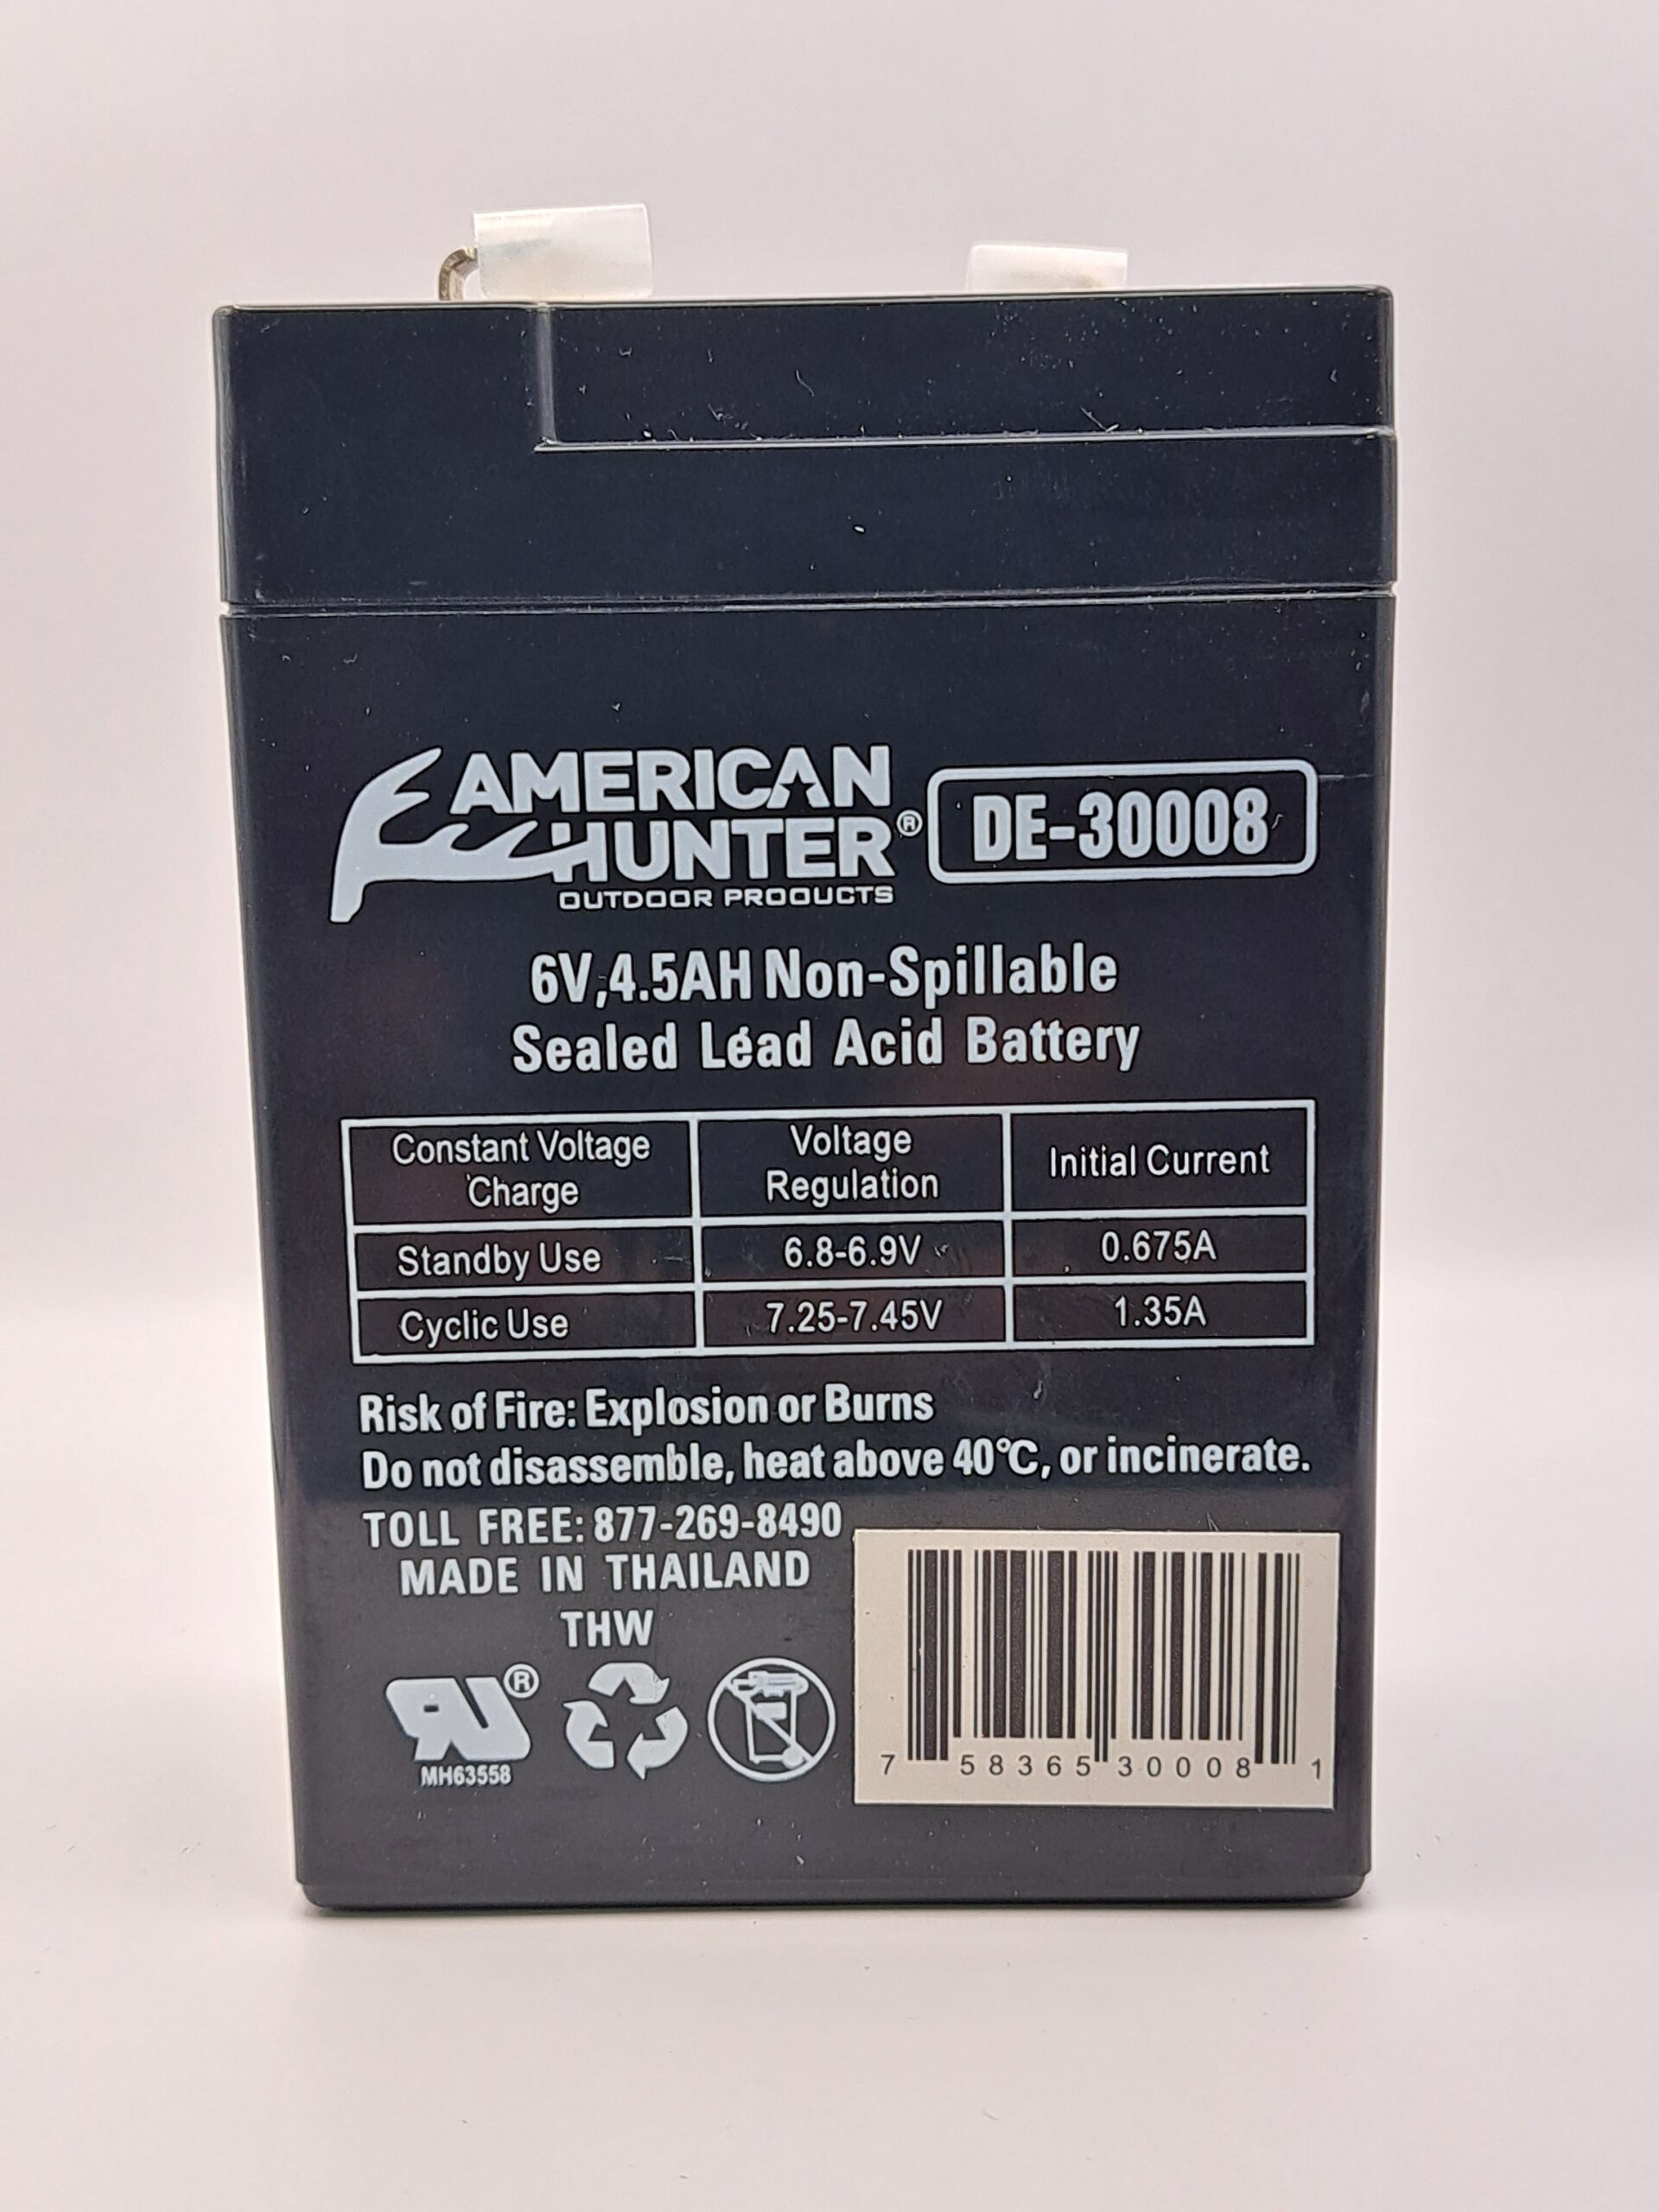 AMERICAN
HUNTER®
OUTDOOR PRODUCTS
DE-30008
6V,4.5AH Non-Spillable
Sealed Lead Acid Battery
Constant Voltage Charge Voltage Regulation Initial Current
Standby Use 6.8-6.9V 0.675A
Cyclic Use 7.25-7.45V 1.35A
Risk of Fire: Explosion or Burns
Do not disassemble, heat above 40℃, or incinerate.
TOLL FREE: 877-269-8490
MADE IN THAILAND
THW
RU®
MH63558
7 58365 30008 1